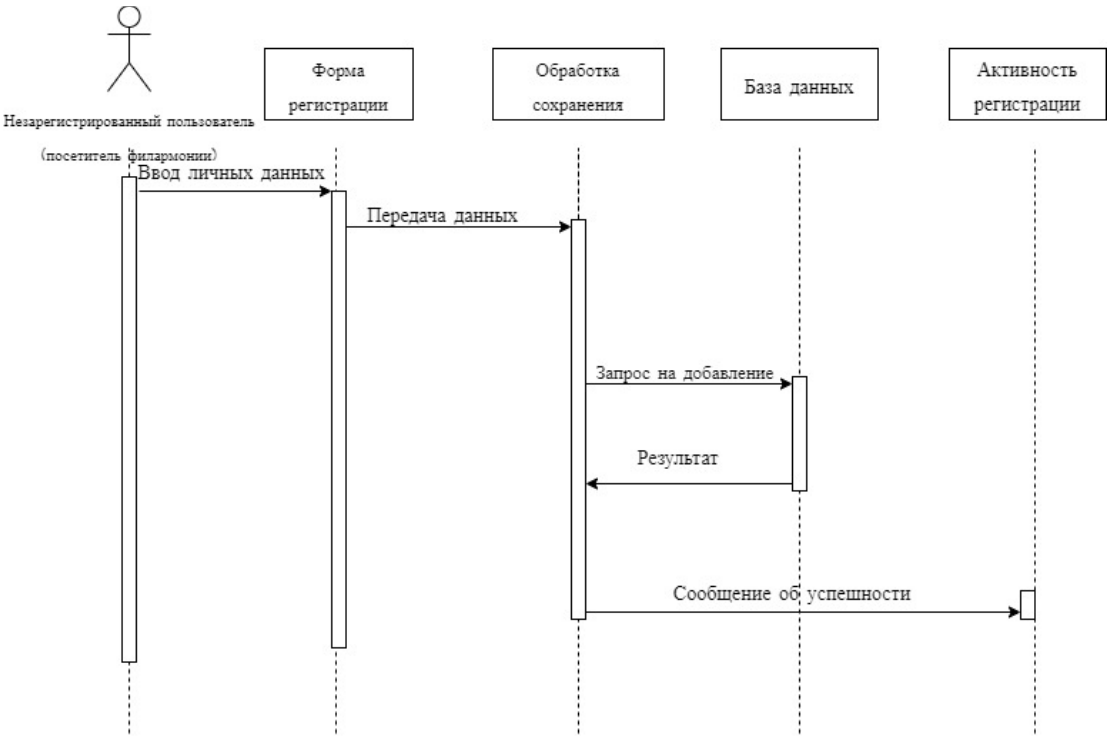 Незарегистрированный пользователь
(посетитель филармонии)
Форма
регистрации
Обработка
сохранения
База данных
Активность
регистрации
Ввод личных данных
Передача данных
Запрос на добавление
Результат
Сообщение об успешности